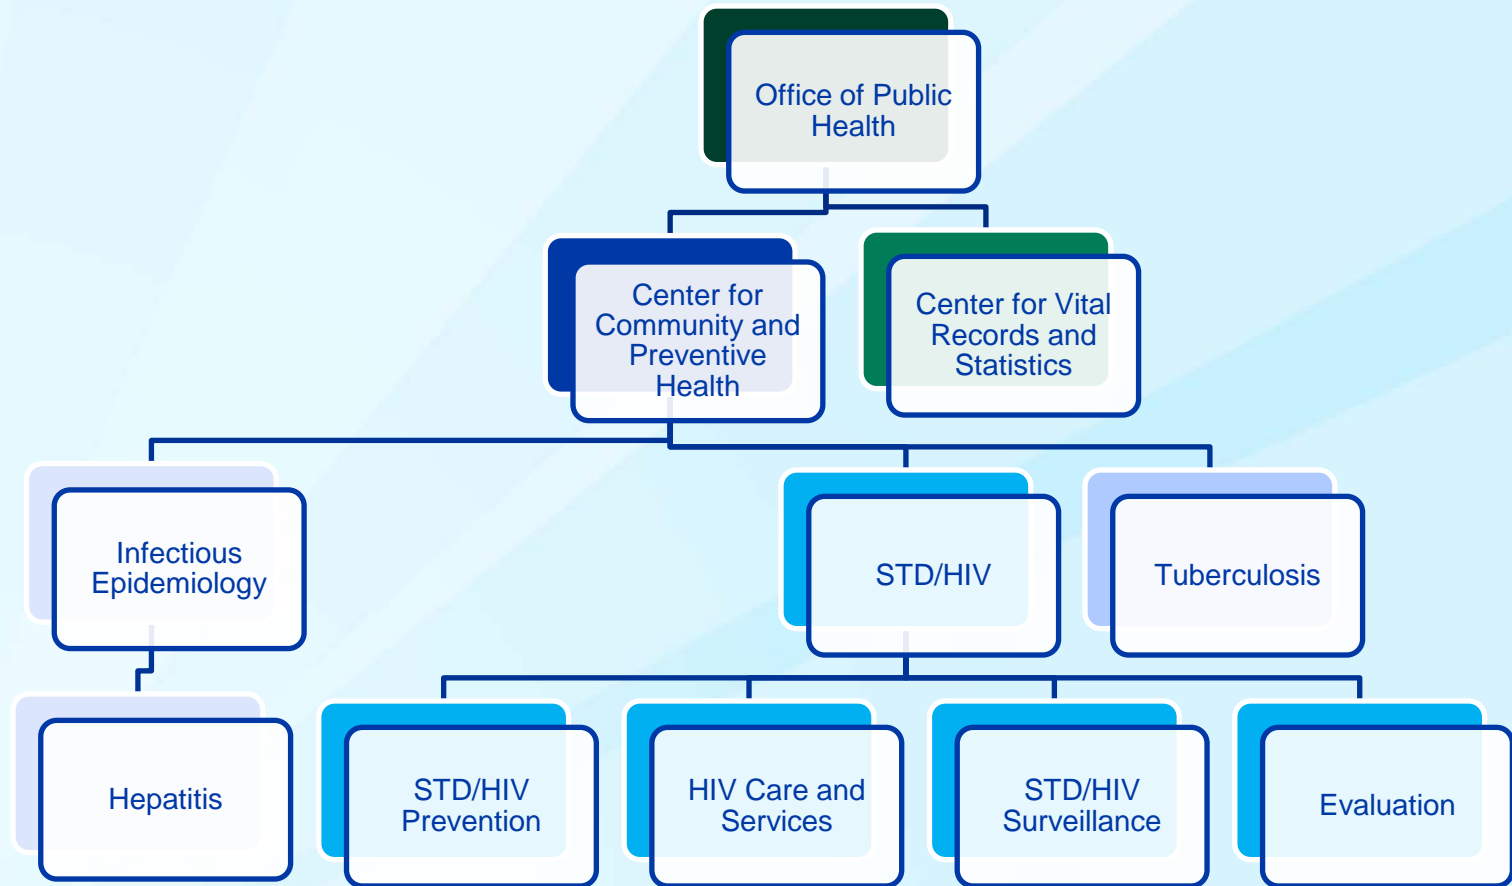 Office of Public
Health
Center for
Community and
Preventive
Health
Center for Vital
Records and
Statistics
Infectious
Epidemiology
STD/HIV
Tuberculosis
Hepatitis
STD/HIV
Prevention
HIV Care and
Services
STD/HIV
Surveillance
Evaluation